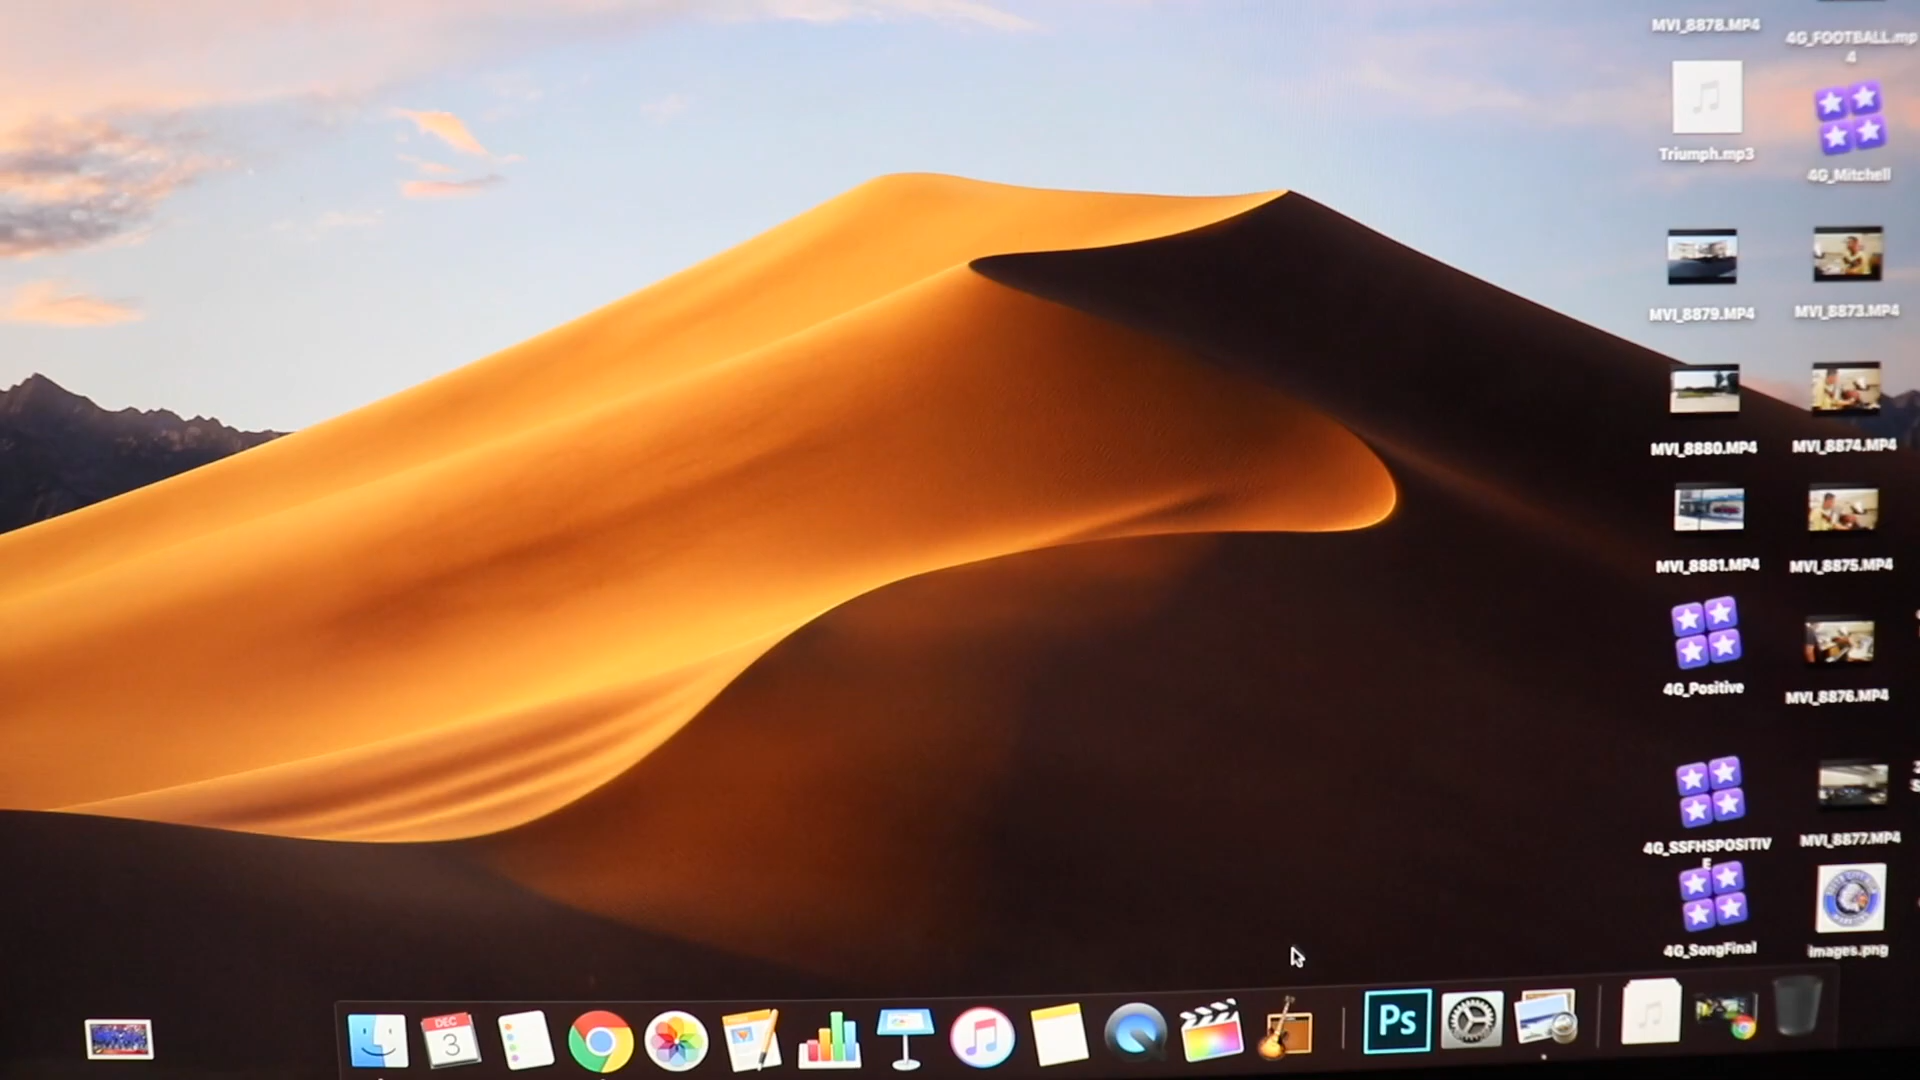 MVI_8878.MP4
4G_FOOTBALL.mp
4
Triumph.mp3
4G_Mitchell
MVI_8879.MP4
MVI_8873.MP4
MVI_8880.MP4
MVI_8874.MP4
MVI_8881.MP4
MVI_8875.MP4
4G_Positive
MVI_8876.MP4
4G_SSFHSPOSITIV
E
MVI_8877.MP4
4G_SongFinal
images.png
DEC
3
Ps